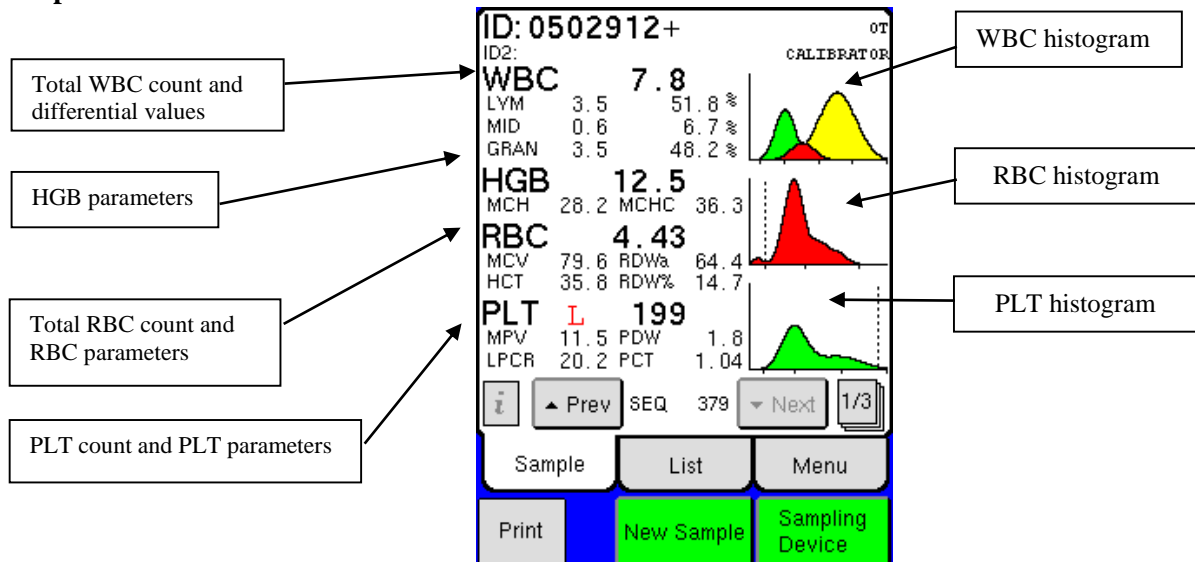 ID: 0502912+ OT
ID2: CALIBRATOR
WBC 7.8
LYM 3.5 51.8 %
MID 0.6 6.7 %
GRAN 3.5 48.2 %
HGB 12.5
MCH 28.2 MCHC 36.3
RBC 4.43
MCV 79.6 RDWa 64.4
HCT 35.8 RDW% 14.7
PLT L 199
MPV 11.5 PDW 1.8
LPCR 20.2 PCT 1.04
i Prev SEQ 379 Next 1/3
Sample List Menu
Print New Sample Sampling
Device
Total WBC count and
differential values
HGB parameters
Total RBC count and
RBC parameters
PLT count and PLT parameters
WBC histogram
RBC histogram
PLT histogram